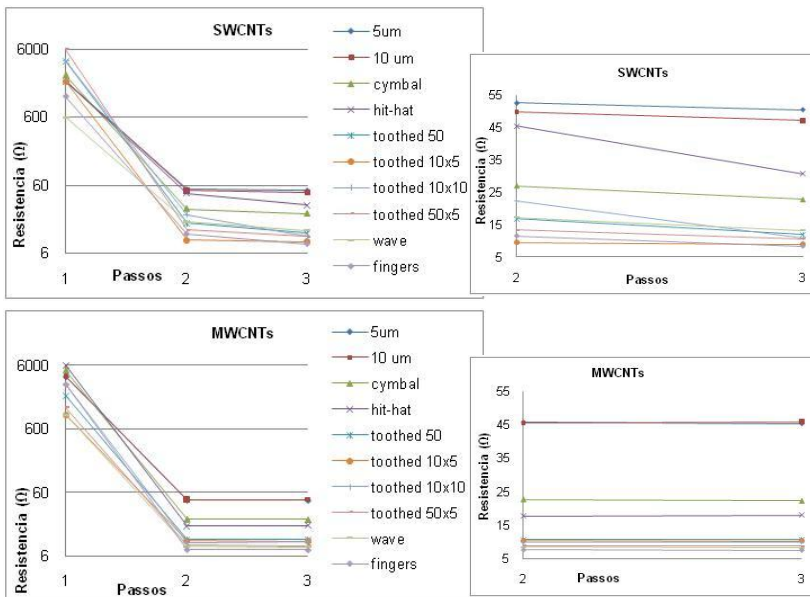 SWCNTs
6000
600
60
6
Resistencia (Ω)
1
2
3
Passos
5um
10 um
cymbal
hit-hat
toothed 50
toothed 10x5
toothed 10x10
toothed 50x5
wave
fingers
SWCNTs
55
45
35
25
15
5
Resistencia (Ω)
2
3
Passos
MWCNTs
6000
600
60
6
Resistencia (Ω)
1
2
3
Passos
5um
10 um
cymbal
hit-hat
toothed 50
toothed 10x5
toothed 10x10
toothed 50x5
wave
fingers
MWCNTs
55
45
35
25
15
5
Resistencia (Ω)
2
3
Passos